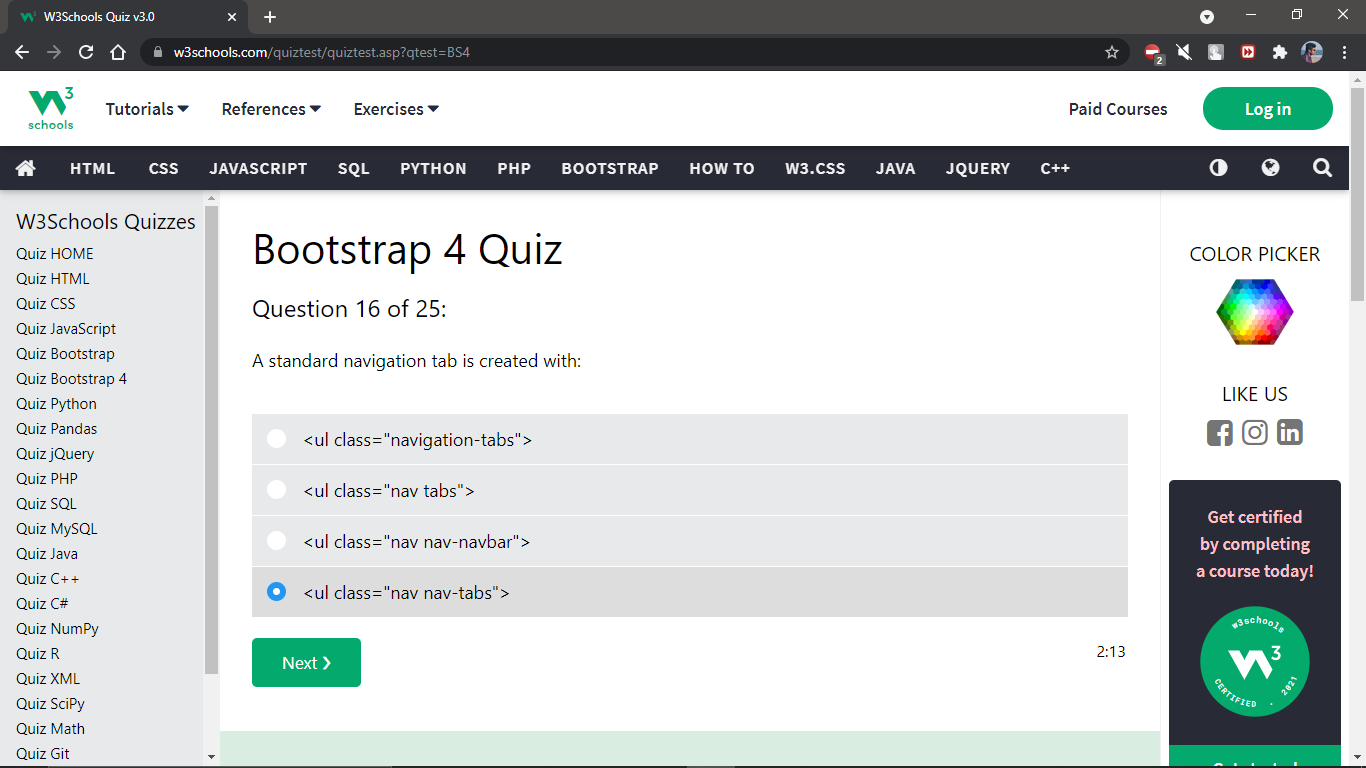 W3Schools Quiz v3.0
w3schools.com/quiztest/quiztest.asp?qtest=BS4
2
3
schools
Tutorials
References
Exercises
Paid Courses
Log in
HTML CSS JAVASCRIPT SQL PYTHON PHP BOOTSTRAP HOW TO W3.CSS JAVA JQUERY C++
W3Schools Quizzes
Quiz HOME
Quiz HTML
Quiz CSS
Quiz JavaScript
Quiz Bootstrap
Quiz Bootstrap 4
Quiz Python
Quiz Pandas
Quiz jQuery
Quiz PHP
Quiz SQL
Quiz MySQL
Quiz Java
Quiz C++
Quiz C#
Quiz NumPy
Quiz R
Quiz XML
Quiz SciPy
Quiz Math
Quiz Git
Bootstrap 4 Quiz
Question 16 of 25:
A standard navigation tab is created with:
<ul class="navigation-tabs">
<ul class="nav tabs">
<ul class="nav nav-navbar">
<ul class="nav nav-tabs">
Next ❯
2:13
COLOR PICKER
LIKE US
Get certified
by completing
a course today!
w3schools
3
CERTIFIED . 2021